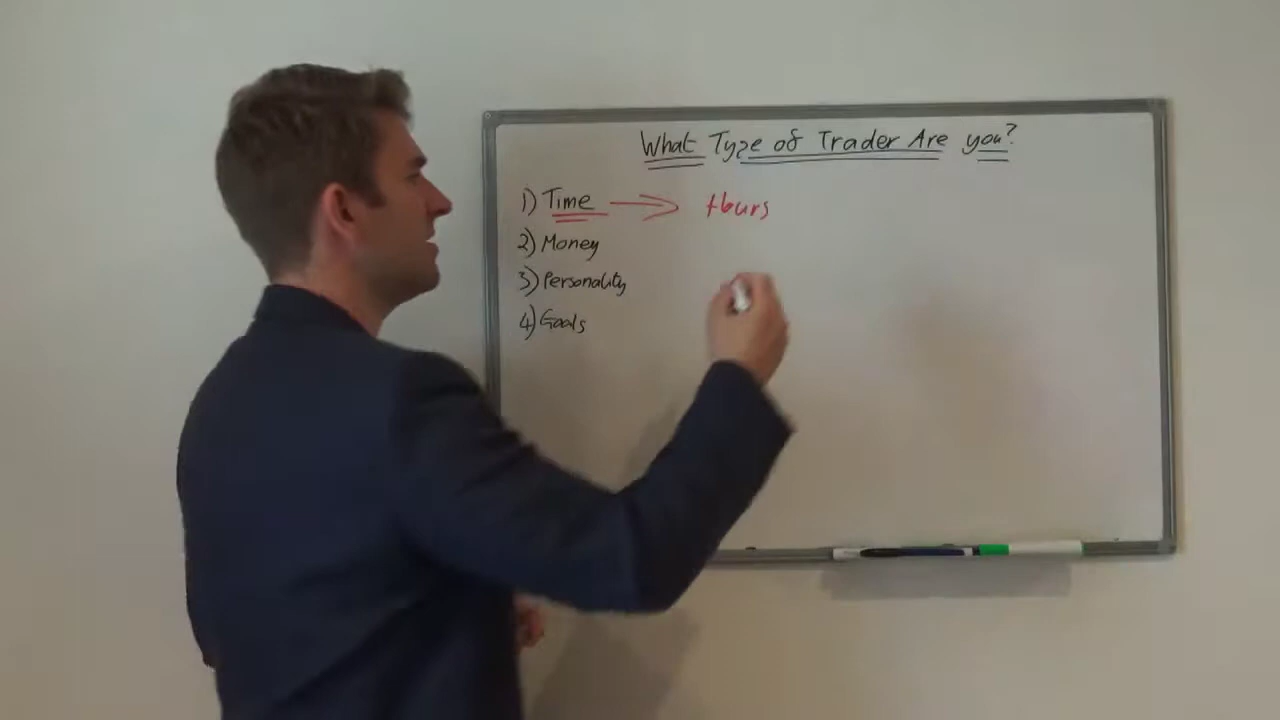 What Type of Trader Are you?
1) Time → Hours
2) Money
3) Personality
4) Goals